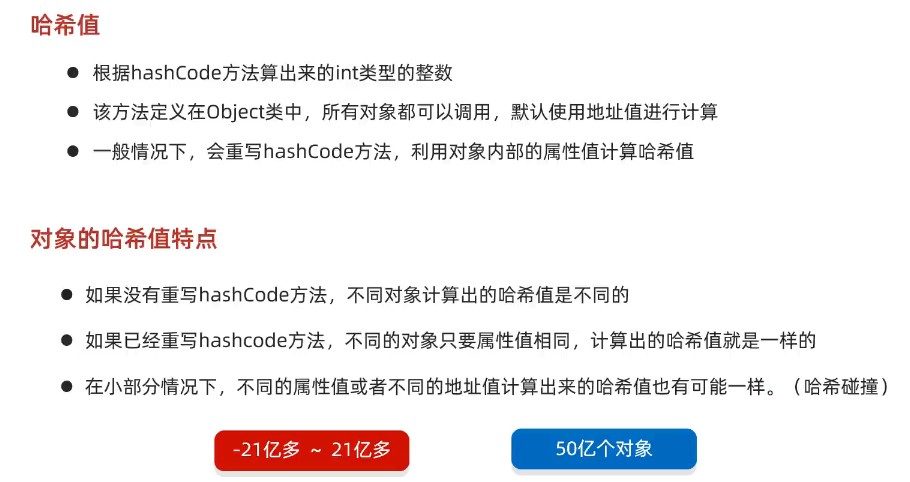 哈希值
● 根据hashCode方法算出来的int类型的整数
● 该方法定义在Object类中，所有对象都可以调用，默认使用地址值进行计算
● 一般情况下，会重写hashCode方法，利用对象内部的属性值计算哈希值
对象的哈希值特点
● 如果没有重写hashCode方法，不同对象计算出的哈希值是不同的
● 如果已经重写hashcode方法，不同的对象只要属性值相同，计算出的哈希值就是一样的
● 在小部分情况下，不同的属性值或者不同的地址值计算出来的哈希值也有可能一样。（哈希碰撞）
-21亿多 ~ 21亿多
50亿个对象